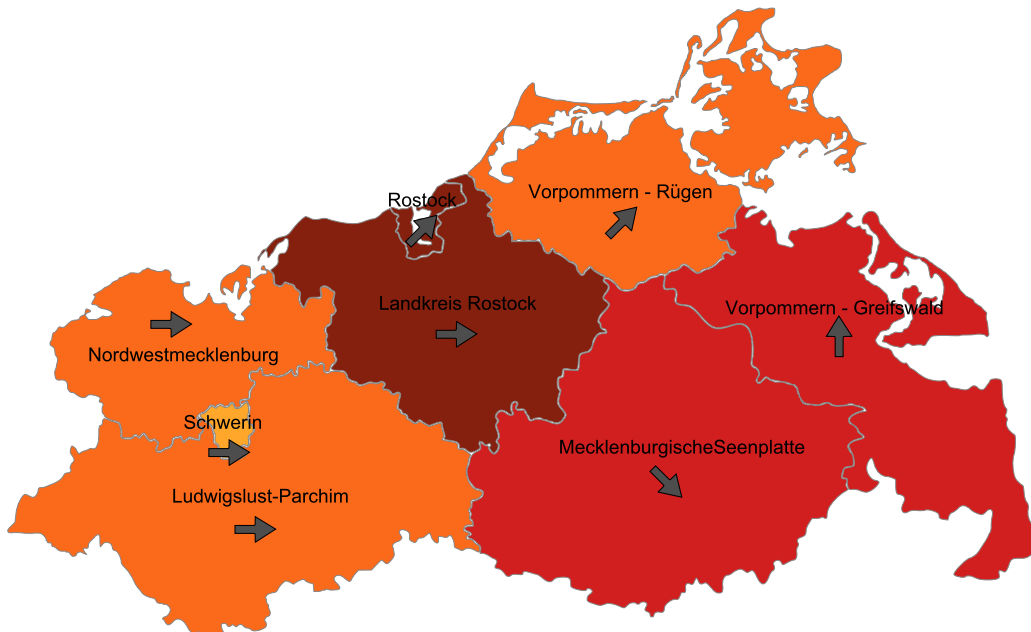 Vorpommern - Rügen
Rostock
Landkreis Rostock
Vorpommern - Greifswald
Nordwestmecklenburg
Schwerin
MecklenburgischeSeenplatte
Ludwigslust-Parchim